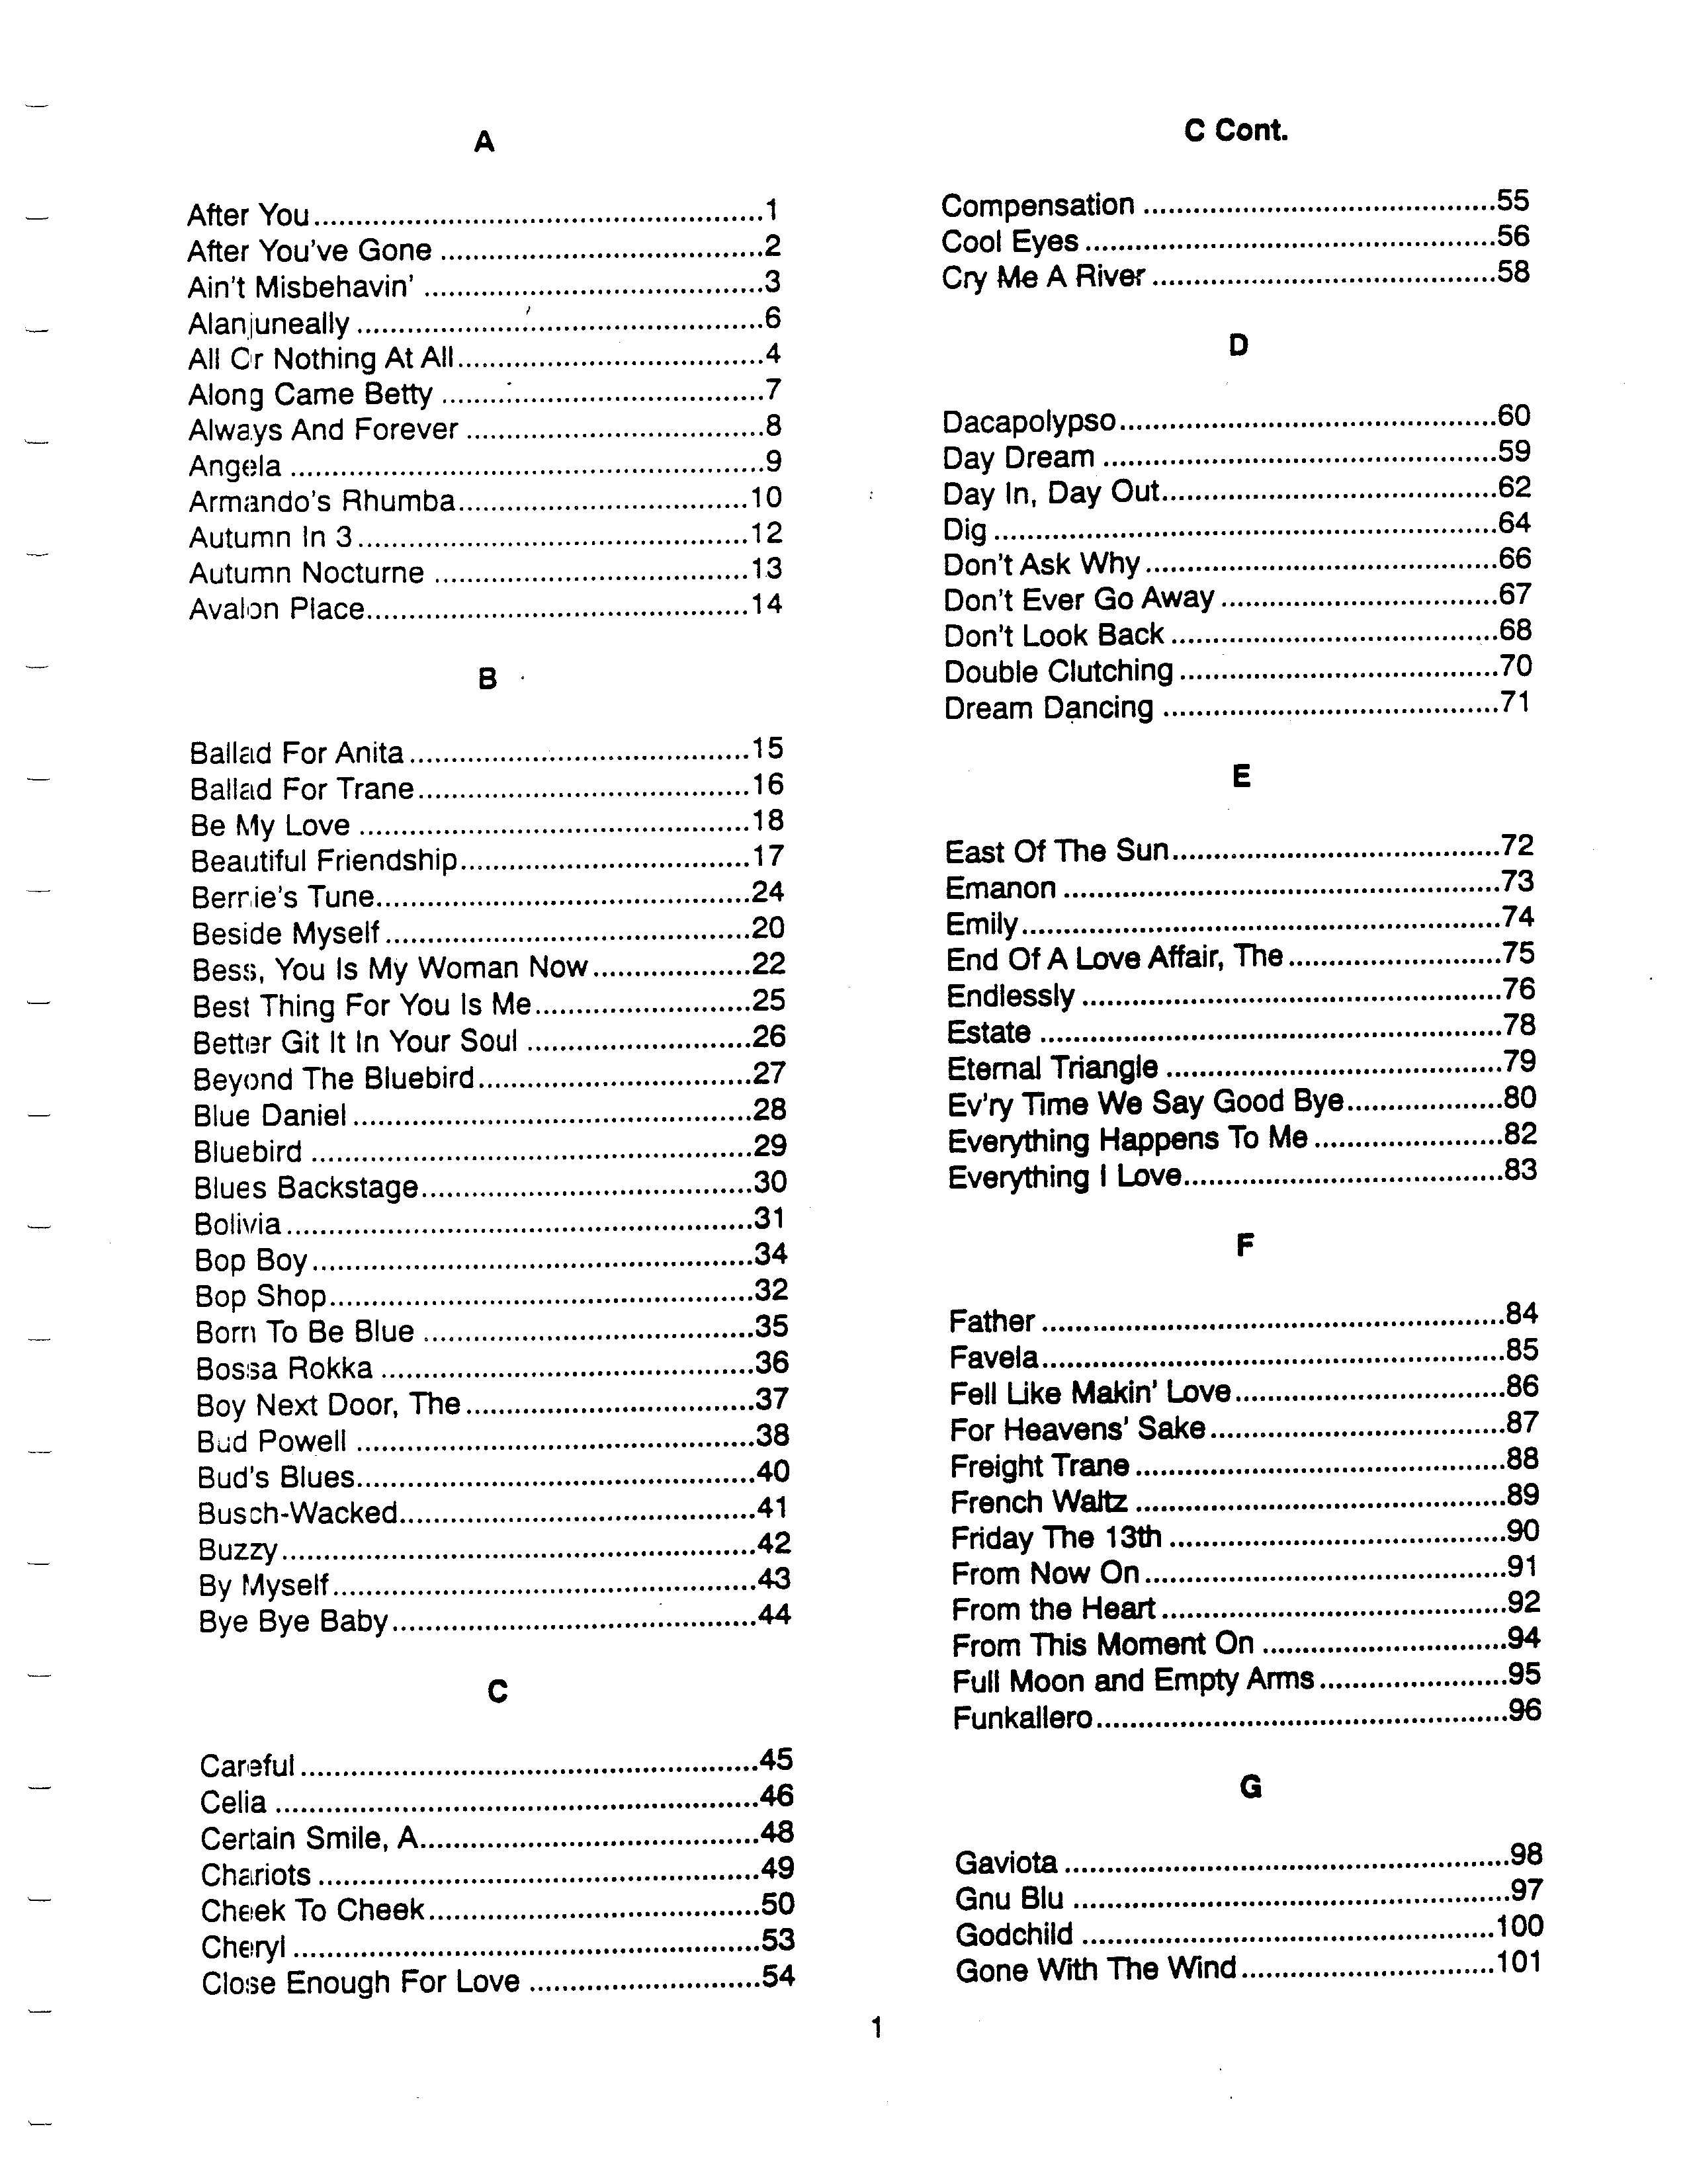 A
After You......................................................1
After You've Gone .......................................2
Ain't Misbehavin' .........................................3
Alanjuneally .................................................6
All Or Nothing At All.....................................4
Along Came Betty .......................................7
Always And Forever ....................................8
Angela .........................................................9
Armando's Rhumba...................................10
Autumn In 3...............................................12
Autumn Nocturne ......................................13
Avalon Place..............................................14
B
Ballad For Anita.........................................15
Ballad For Trane........................................16
Be My Love ...............................................18
Beautiful Friendship...................................17
Bernie's Tune.............................................24
Beside Myself............................................20
Bess, You Is My Woman Now...................22
Best Thing For You Is Me..........................25
Better Git It In Your Soul ...........................26
Beyond The Bluebird.................................27
Blue Daniel................................................28
Bluebird .....................................................29
Blues Backstage........................................30
Bolivia........................................................31
Bop Boy.....................................................34
Bop Shop...................................................32
Born To Be Blue ........................................35
Bossa Rokka .............................................36
Boy Next Door, The...................................37
Bud Powell ................................................38
Bud's Blues................................................40
Busch-Wacked...........................................41
Buzzy.........................................................42
By Myself...................................................43
Bye Bye Baby............................................44
C
Careful.......................................................45
Celia ..........................................................46
Certain Smile, A.........................................48
Chariots .....................................................49
Cheek To Cheek........................................50
Cheryl ........................................................53
Close Enough For Love ............................54
C Cont.
Compensation ...........................................55
Cool Eyes..................................................56
Cry Me A River ..........................................58
D
Dacapolypso..............................................60
Day Dream ................................................59
Day In, Day Out.........................................62
Dig .............................................................64
Don't Ask Why...........................................66
Don't Ever Go Away..................................67
Don't Look Back ........................................68
Double Clutching.......................................70
Dream Dancing .........................................71
E
East Of The Sun........................................72
Emanon .....................................................73
Emily..........................................................74
End Of A Love Affair, The..........................75
Endlessly ...................................................76
Estate ........................................................78
Eternal Triangle .........................................79
Ev'ry Time We Say Good Bye...................80
Everything Happens To Me.......................82
Everything I Love.......................................83
F
Father ........................................................84
Favela........................................................85
Fell Like Makin' Love.................................86
For Heavens' Sake....................................87
Freight Trane.............................................88
French Waltz .............................................89
Friday The 13th .........................................90
From Now On............................................91
From the Heart..........................................92
From This Moment On ..............................94
Full Moon and Empty Arms.......................95
Funkallero..................................................96
G
Gaviota ......................................................98
Gnu Blu .....................................................97
Godchild ..................................................100
Gone With The Wind...............................101
1